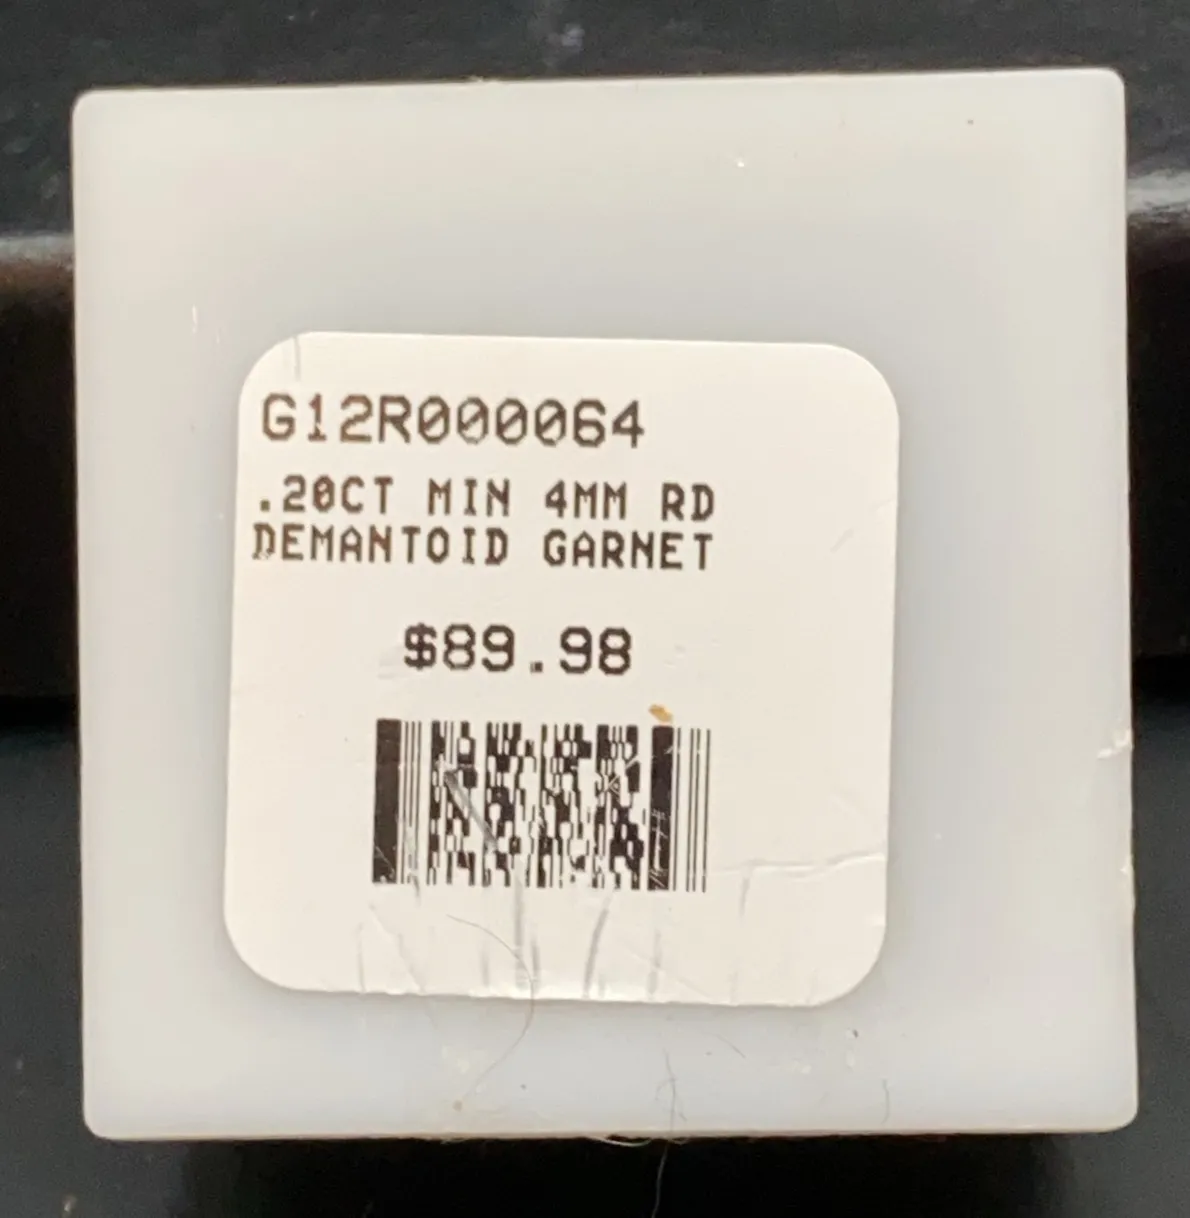 G12R000064
.20CT MIN 4MM RD
DEMANTOID GARNET
$89.98